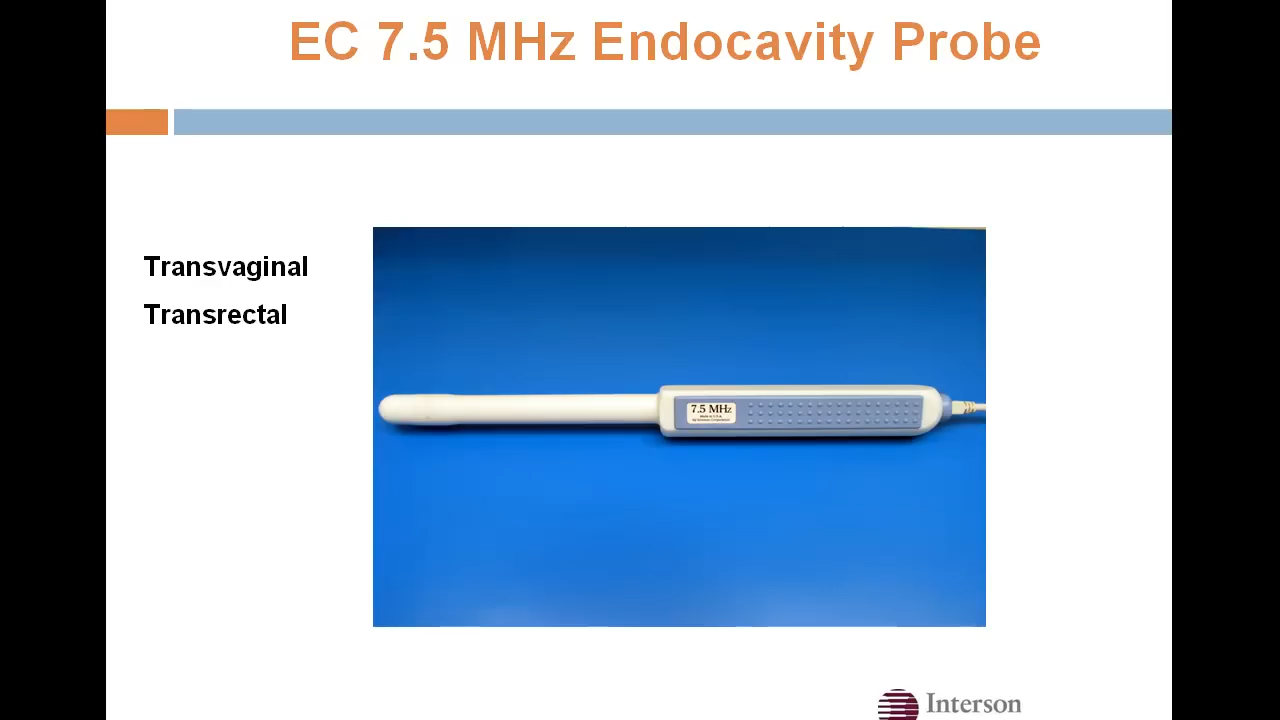 EC 7.5 MHz Endocavity Probe
Transvaginal
Transrectal
7.5 MHz
Interson